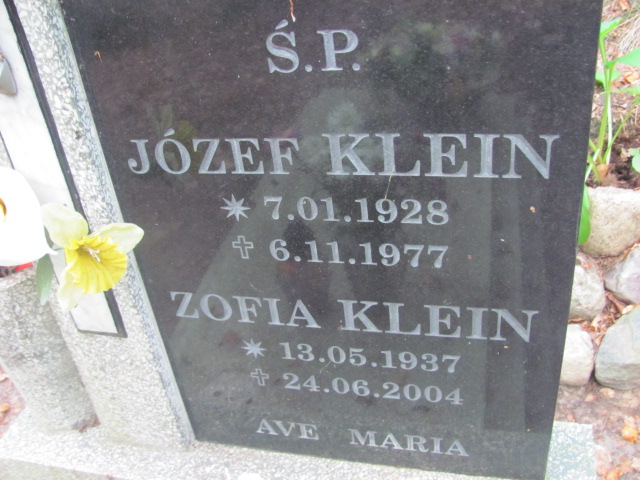 Ś.P.
JÓZEF KLEIN
✴ 7.01.1928
✝ 6.11.1977
ZOFIA KLEIN
✴ 13.05.1937
✝ 24.06.2004
AVE MARIA